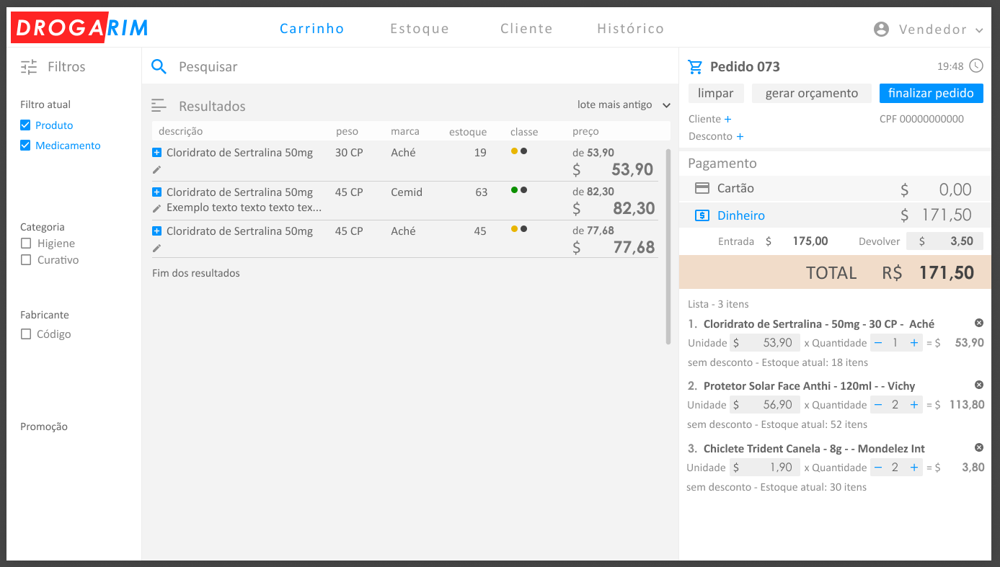 DROGARIM
Carrinho Estoque Cliente Histórico
Vendedor
Filtros
Filtro atual
Produto
Medicamento
Categoria
Higiene
Curativo
Fabricante
Código
Promoção
Pesquisar
Resultados
lote mais antigo
descrição peso marca estoque classe preço
Cloridrato de Sertralina 50mg 30 CP Aché 19 de 53,90
$ 53,90
Cloridrato de Sertralina 50mg 45 CP Cemid 63 de 82,30
Exemplo texto texto texto tex... $ 82,30
Cloridrato de Sertralina 50mg 45 CP Aché 45 de 77,68
$ 77,68
Fim dos resultados
Pedido 073 19:48
limpar gerar orçamento finalizar pedido
Cliente + CPF 00000000000
Desconto +
Pagamento
Cartão $ 0,00
Dinheiro $ 171,50
Entrada $ 175,00 Devolver $ 3,50
TOTAL R$ 171,50
Lista - 3 itens
1. Cloridrato de Sertralina - 50mg - 30 CP - Aché
Unidade $ 53,90 x Quantidade − 1 + = $ 53,90
sem desconto - Estoque atual: 18 itens
2. Protetor Solar Face Anthi - 120ml - - Vichy
Unidade $ 56,90 x Quantidade − 2 + = $ 113,80
sem desconto - Estoque atual: 52 itens
3. Chiclete Trident Canela - 8g - - Mondelez Int
Unidade $ 1,90 x Quantidade − 2 + = $ 3,80
sem desconto - Estoque atual: 30 itens